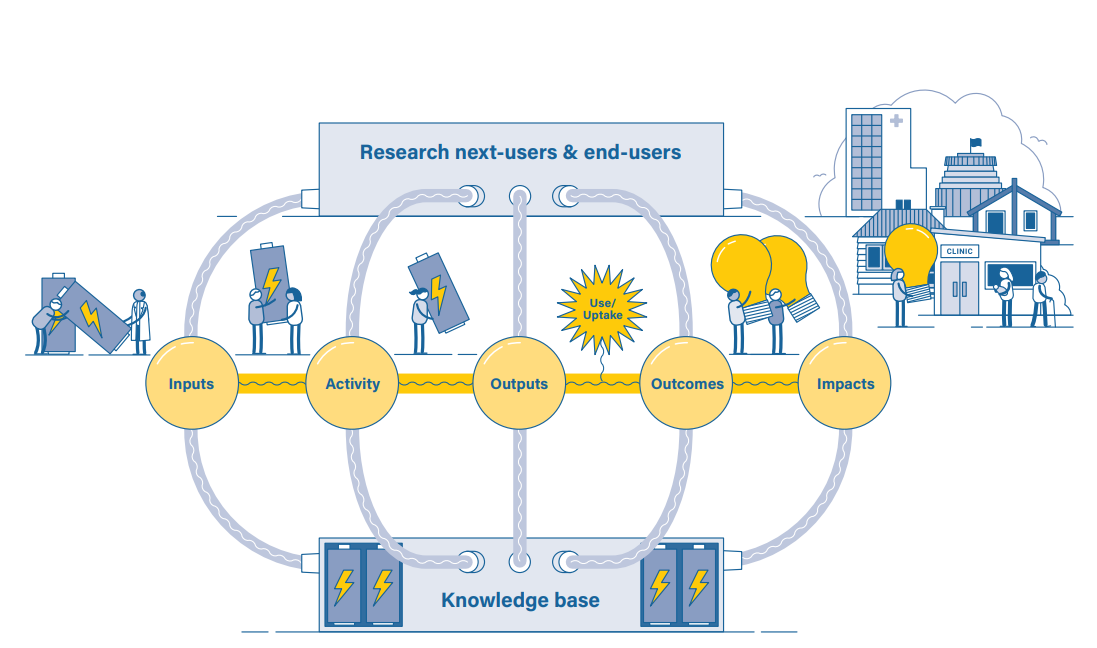 Research next-users & end-users
CLINIC
Use/
Uptake
Inputs
Activity
Outputs
Outcomes
Impacts
Knowledge base